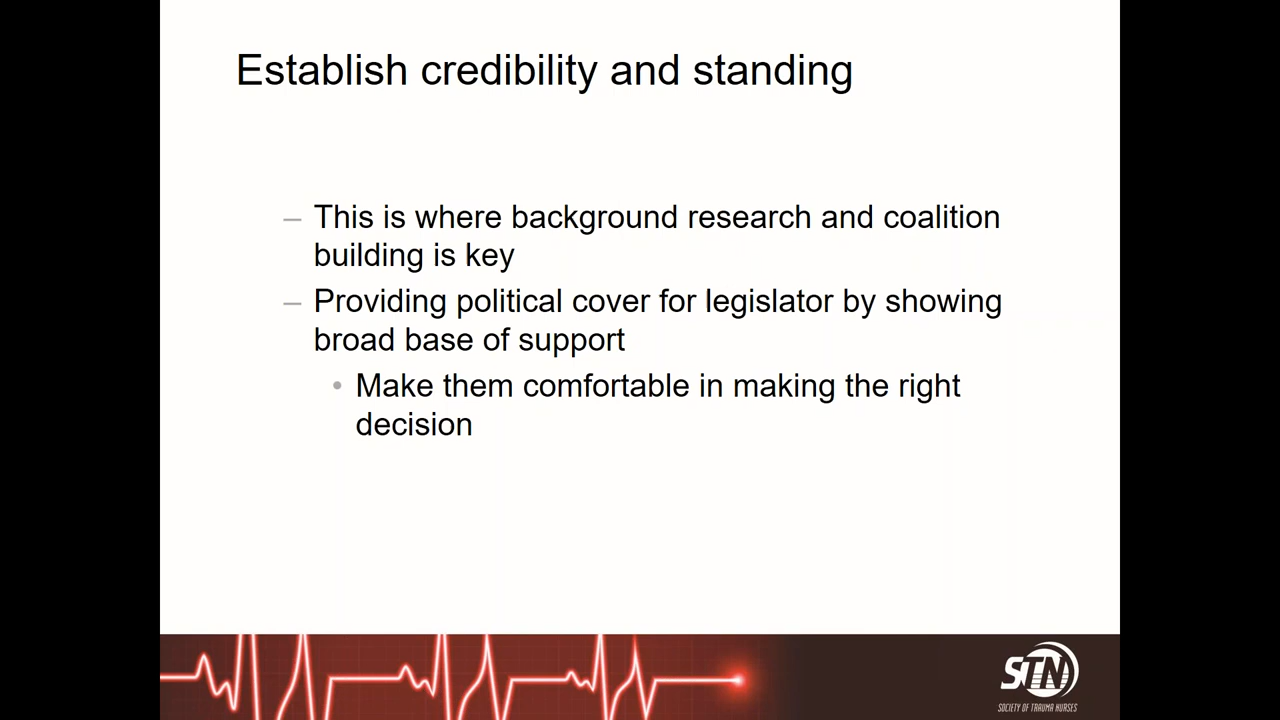 Establish credibility and standing
– This is where background research and coalition
building is key
– Providing political cover for legislator by showing
broad base of support
• Make them comfortable in making the right
decision
STN
SOCIETY OF TRAUMA NURSES